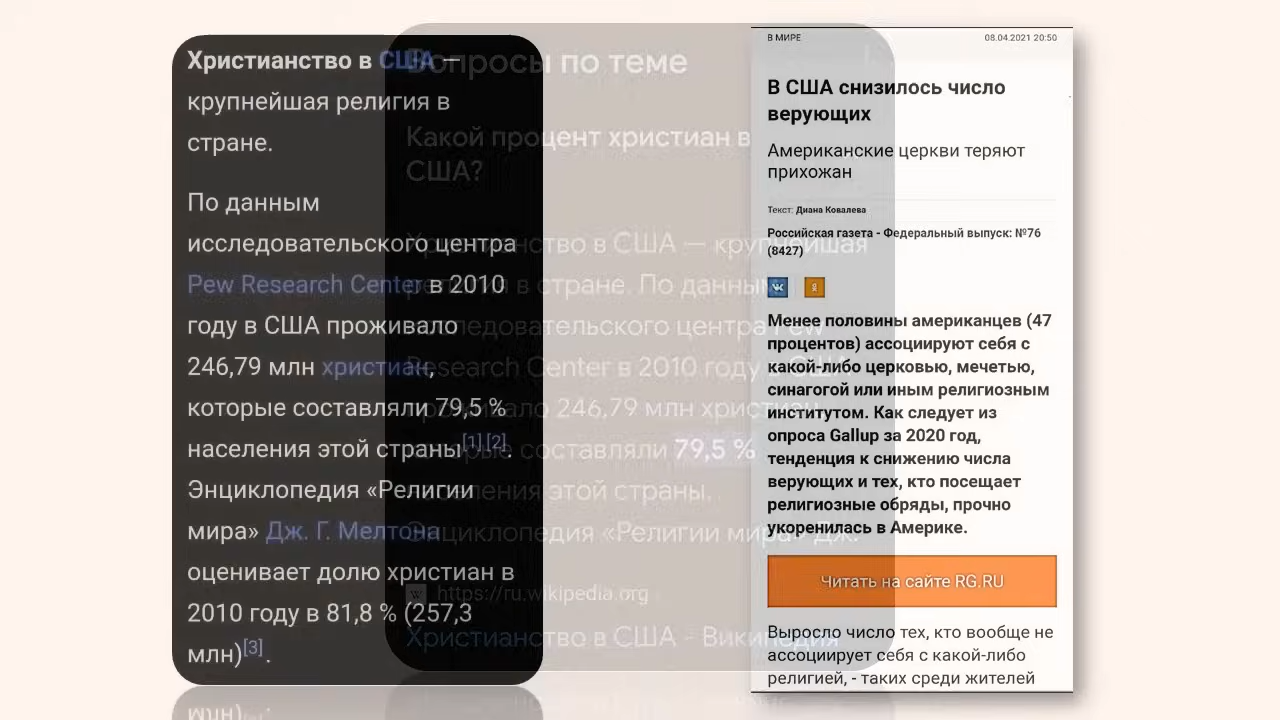 Христианство в США —
крупнейшая религия в
стране.
По данным
исследовательского центра
Pew Research Center в 2010
году в США проживало
246,79 млн христиан,
которые составляли 79,5 %
населения этой страны[1][2].
Энциклопедия «Религии
мира» Дж. Г. Мелтона
оценивает долю христиан в
2010 году в 81,8 % (257,3
млн)[3].
Вопросы по теме
Какой процент христиан в
США?
Христианство в США — крупнейшая
религия в стране. По данным
исследовательского центра Pew
Research Center в 2010 году в США
проживало 246,79 млн христиан,
которые составляли 79,5 %
населения этой страны.
Энциклопедия «Религии мира» Дж.
https://ru.wikipedia.org
Христианство в США - Википедия
В МИРЕ
08.04.2021 20:50
В США снизилось число
верующих
Американские церкви теряют
прихожан
Текст: Диана Ковалева
Российская газета - Федеральный выпуск: №76
(8427)
Менее половины американцев (47
процентов) ассоциируют себя с
какой-либо церковью, мечетью,
синагогой или иным религиозным
институтом. Как следует из
опроса Gallup за 2020 год,
тенденция к снижению числа
верующих и тех, кто посещает
религиозные обряды, прочно
укоренилась в Америке.
Читать на сайте RG.RU
Выросло число тех, кто вообще не
ассоциирует себя с какой-либо
религией, - таких среди жителей